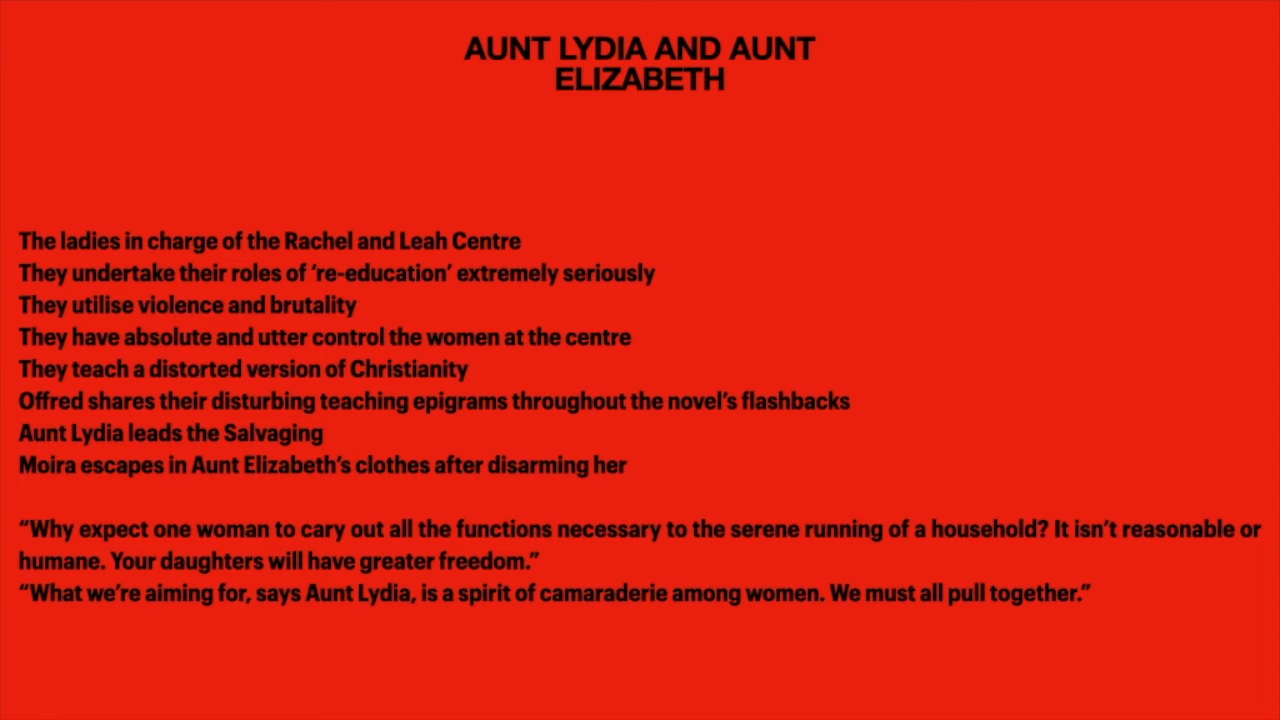 AUNT LYDIA AND AUNT
ELIZABETH
The ladies in charge of the Rachel and Leah Centre
They undertake their roles of ‘re-education’ extremely seriously
They utilise violence and brutality
They have absolute and utter control the women at the centre
They teach a distorted version of Christianity
Offred shares their disturbing teaching epigrams throughout the novel’s flashbacks
Aunt Lydia leads the Salvaging
Moira escapes in Aunt Elizabeth’s clothes after disarming her
“Why expect one woman to cary out all the functions necessary to the serene running of a household? It isn’t reasonable or
humane. Your daughters will have greater freedom.”
“What we’re aiming for, says Aunt Lydia, is a spirit of camaraderie among women. We must all pull together.”